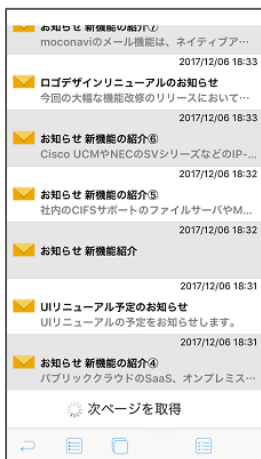 お知らせ 新機能の紹介⑦
moconaviのメール機能は、ネイティブア…
2017/12/06 18:33
ロゴデザインリニューアルのお知らせ
今回の大幅な機能改修のリリースにおいて…
2017/12/06 18:33
お知らせ 新機能の紹介⑥
Cisco UCMやNECのSVシリーズなどのIP-…
2017/12/06 18:32
お知らせ 新機能の紹介⑤
社内のCIFSサポートのファイルサーバやM…
2017/12/06 18:32
お知らせ 新機能紹介
2017/12/06 18:31
UIリニューアル予定のお知らせ
UIリニューアルの予定をお知らせします。
2017/12/06 18:31
お知らせ 新機能の紹介④
パブリッククラウドのSaaS、オンプレミス…
次ページを取得